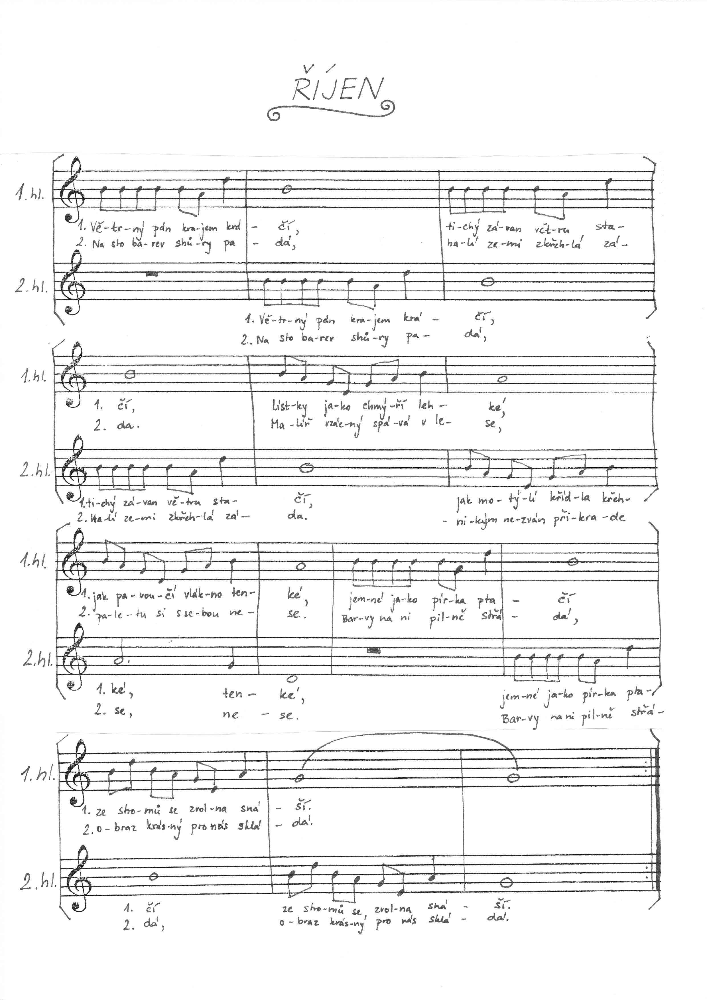 ŘÍJEN
1.hl.
1. Vě-tr-ný pán kra-jem krá - čí, ti-chý zá-van vět-ru sta-
2. Na sto ba-rev shů-ry pa - dá, ha-lí ze-mi zkřeh-lá zá-
2.hl.
1. Vě-tr-ný pán kra-jem krá - čí,
2. Na sto ba-rev shů-ry pa- dá,
1.hl.
1. čí, Líst-ky ja-ko chmý-ří leh- ké,
2. da. Ma-líř vzác-ný spá-vá v le- se,
2.hl.
1.ti-chý zá-van vě-tru sta- čí, jak mo-tý-lí kříd-la křeh-
2. Ha-lí ze-mi zkřeh-lá zá- da. - ni-kým ne-zván při-kra-de
1.hl.
1. jak pa-vou-čí vlák-no ten- ké, jem-né ja-ko pír-ka pta - čí
2. pa-le-tu si s se-bou ne- se. Bar-vy na ni pil-ně střá - dá,
2.hl.
1. ké, ten- ké, jem-né ja-ko pír-ka pta-
2. se, ne - se. Bar-vy na ni pil-ně střá-
1.hl.
1. ze stro-mů se zvol-na sná - ší.
2. o-braz krás-ný pro nás sklá - dá.
2.hl.
1. čí ze stro-mů se zvol-na sná - ší.
2. dá, o-braz krás-ný pro nás sklá - dá.